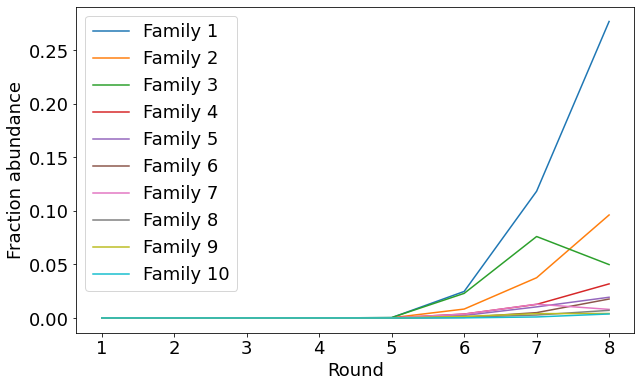 Family 1
Family 2
Family 3
Family 4
Family 5
Family 6
Family 7
Family 8
Family 9
Family 10
Fraction abundance
0.25
0.20
0.15
0.10
0.05
0.00
1 2 3 4 5 6 7 8
Round